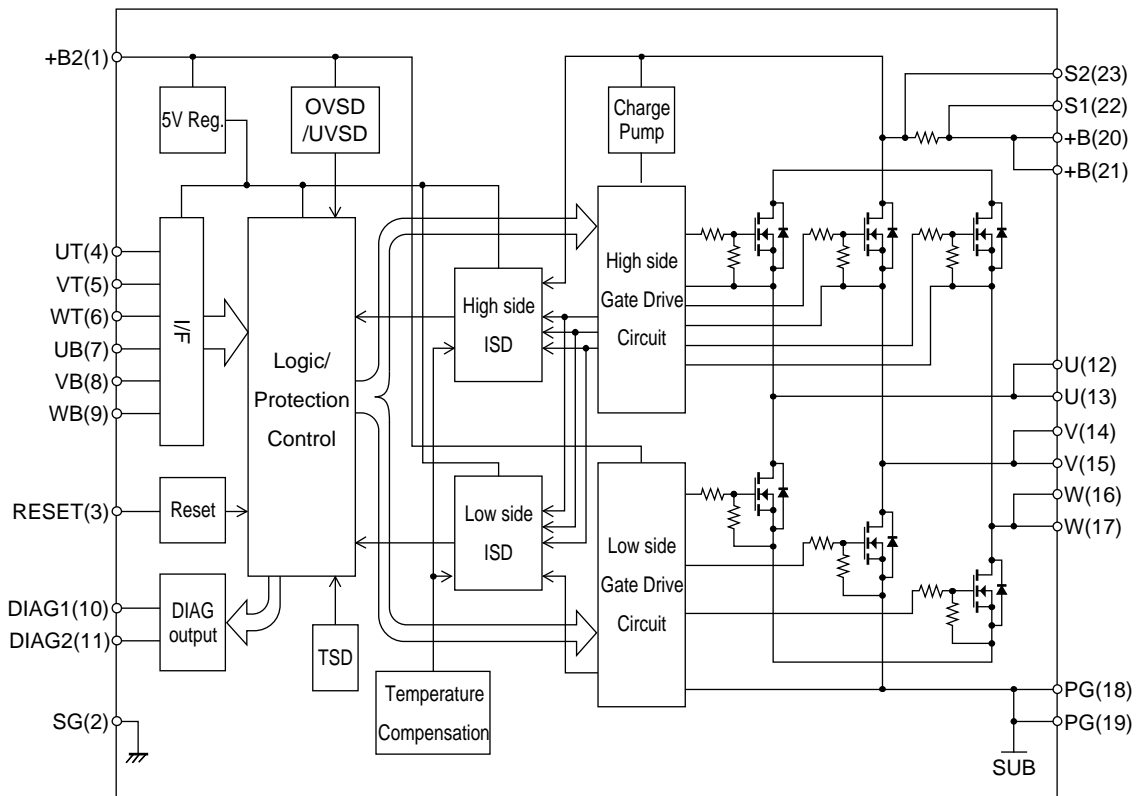 +B2(1)
5V Reg.
OVSD
/UVSD
Charge
Pump
S2(23)
S1(22)
+B(20)
+B(21)
UT(4)
VT(5)
WT(6)
UB(7)
VB(8)
WB(9)
I/F
Logic/
Protection
Control
High side
ISD
High side
Gate Drive
Circuit
U(12)
U(13)
V(14)
V(15)
W(16)
W(17)
RESET(3)
Reset
Low side
ISD
Low side
Gate Drive
Circuit
DIAG1(10)
DIAG2(11)
DIAG
output
TSD
Temperature
Compensation
SG(2)
PG(18)
PG(19)
SUB